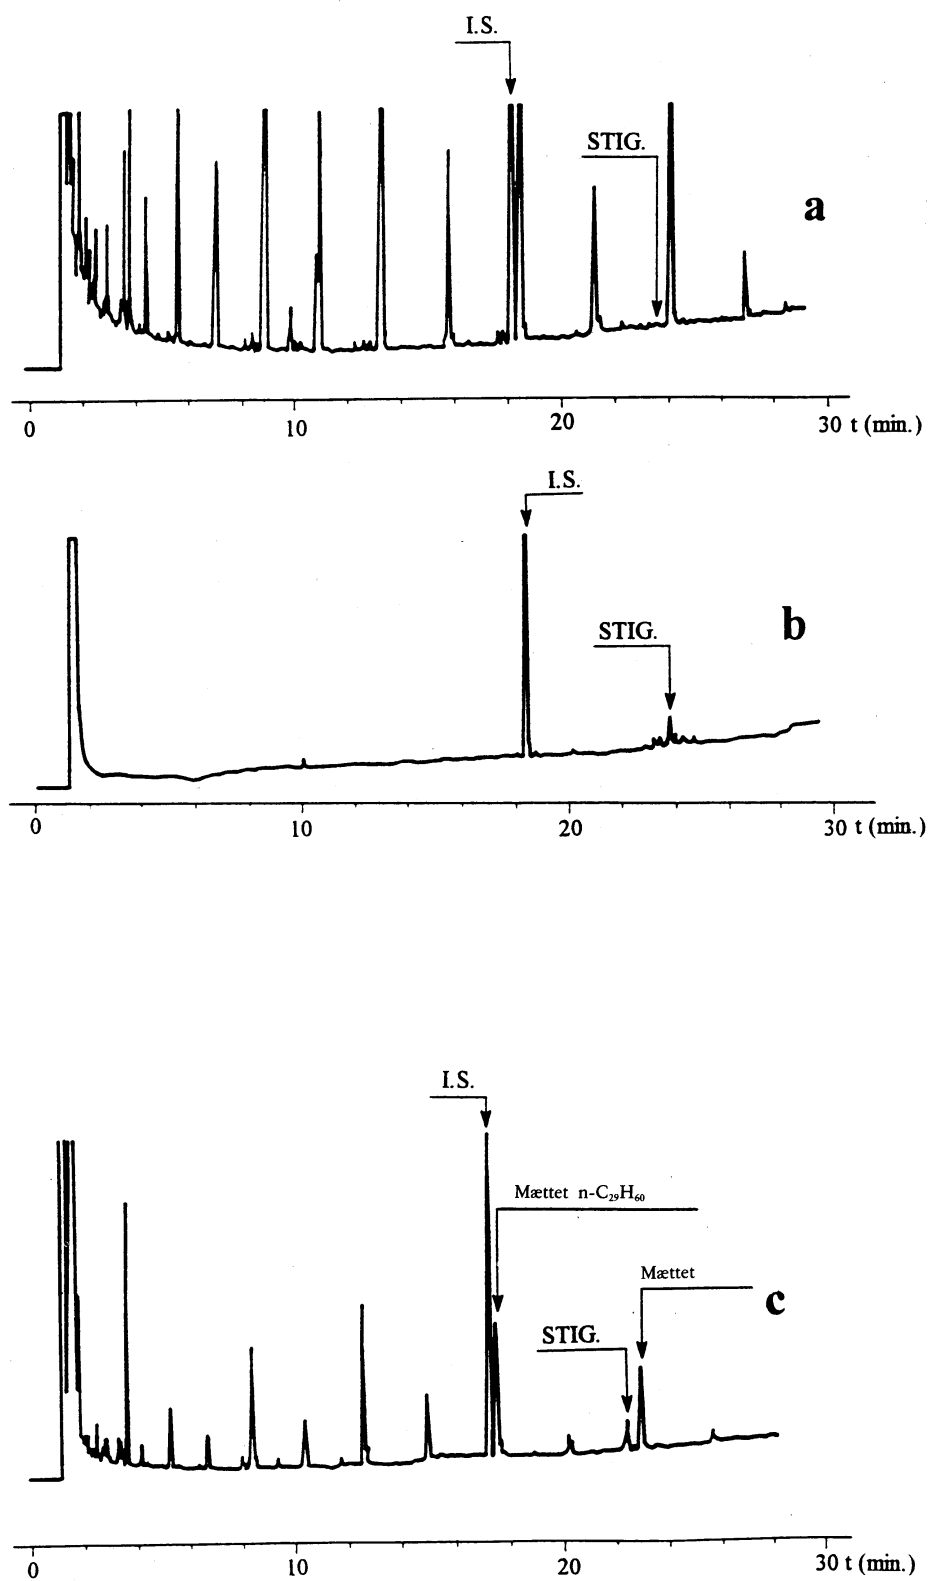 I.S.
STIG.
a
0 10 20 30 t (min.)
I.S.
STIG.
b
0 10 20 30 t (min.)
I.S.
Mættet n-C₂₉H₆₀
Mættet
c
STIG.
0 10 20 30 t (min.)